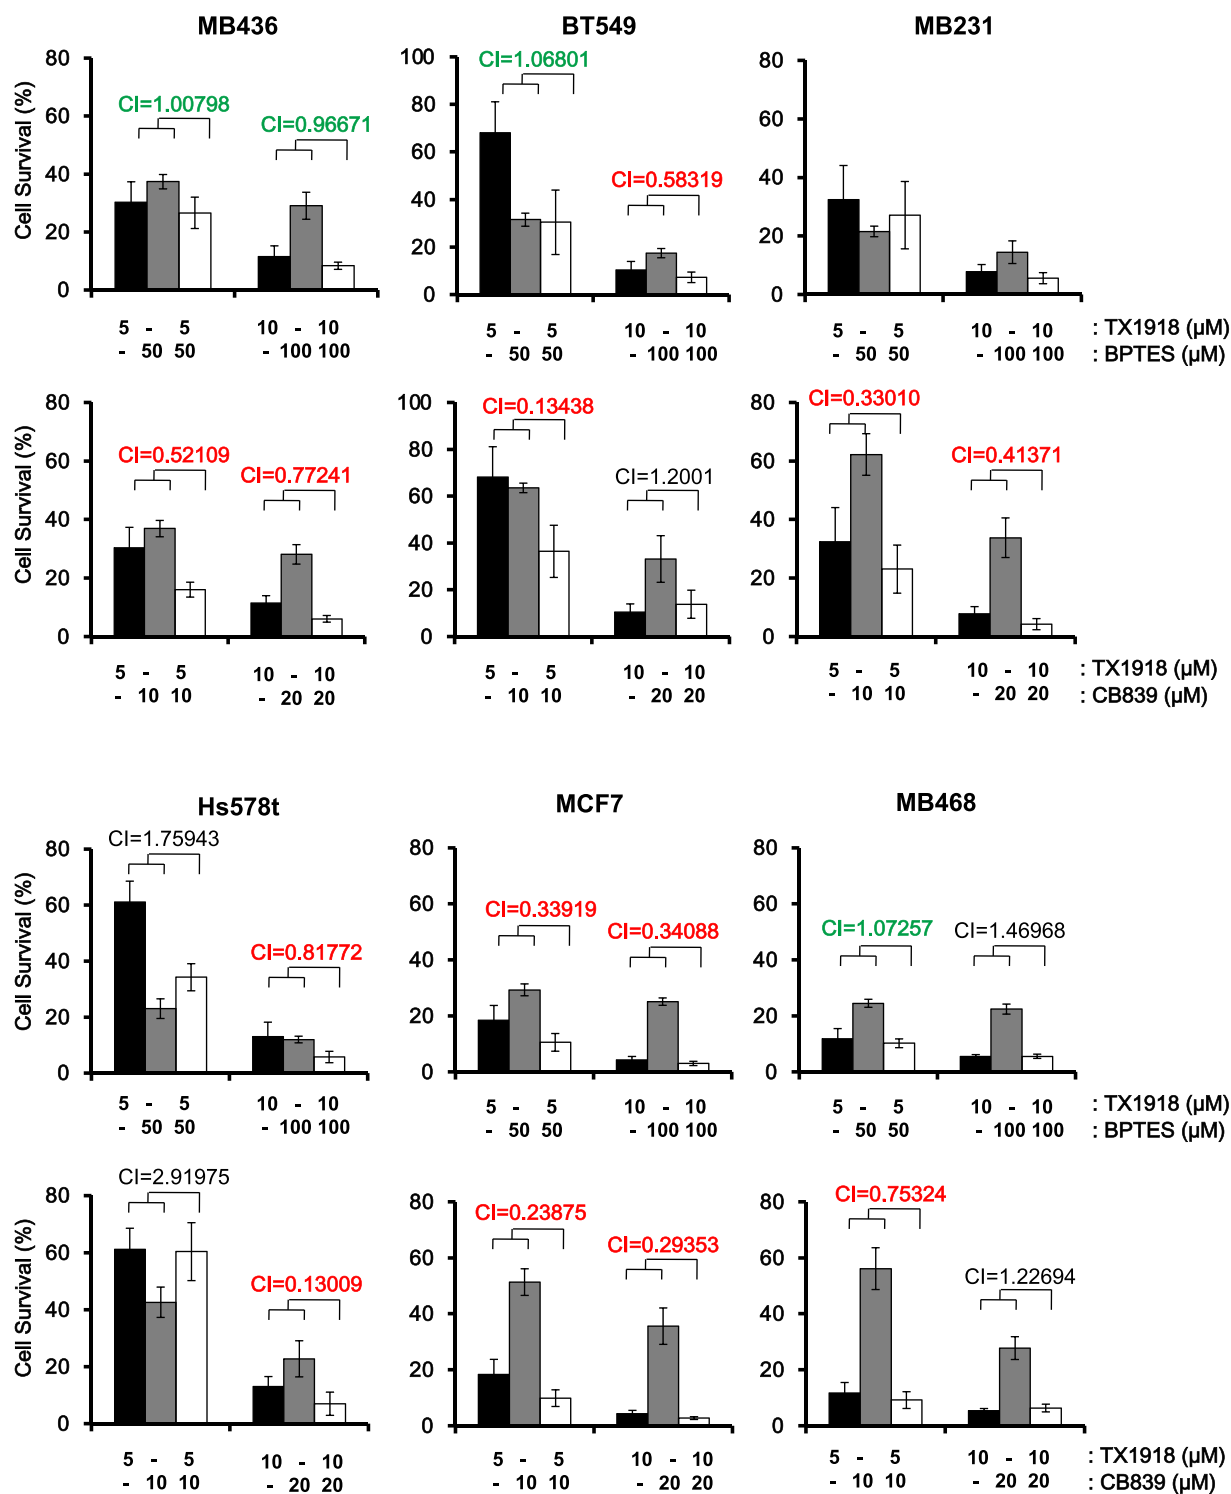 MB436 BT549 MB231
Cell Survival (%)
80 60 40 20 0
CI=1.00798 CI=0.96671
100 80 60 40 20 0
CI=1.06801 CI=0.58319
80 60 40 20 0
5 - 5 10 - 10 5 - 5 10 - 10 5 - 5 10 - 10 : TX1918 (µM)
- 50 50 - 100 100 - 50 50 - 100 100 - 50 50 - 100 100 : BPTES (µM)
Cell Survival (%)
80 60 40 20 0
CI=0.52109 CI=0.77241
100 80 60 40 20 0
CI=0.13438 CI=1.2001
80 60 40 20 0
CI=0.33010 CI=0.41371
5 - 5 10 - 10 5 - 5 10 - 10 5 - 5 10 - 10 : TX1918 (µM)
- 10 10 - 20 20 - 10 10 - 20 20 - 10 10 - 20 20 : CB839 (µM)
Hs578t MCF7 MB468
Cell Survival (%)
80 60 40 20 0
CI=1.75943 CI=0.81772
80 60 40 20 0
CI=0.33919 CI=0.34088
80 60 40 20 0
CI=1.07257 CI=1.46968
5 - 5 10 - 10 5 - 5 10 - 10 5 - 5 10 - 10 : TX1918 (µM)
- 50 50 - 100 100 - 50 50 - 100 100 - 50 50 - 100 100 : BPTES (µM)
Cell Survival (%)
80 60 40 20 0
CI=2.91975 CI=0.13009
80 60 40 20 0
CI=0.23875 CI=0.29353
80 60 40 20 0
CI=0.75324 CI=1.22694
5 - 5 10 - 10 5 - 5 10 - 10 5 - 5 10 - 10 : TX1918 (µM)
- 10 10 - 20 20 - 10 10 - 20 20 - 10 10 - 20 20 : CB839 (µM)